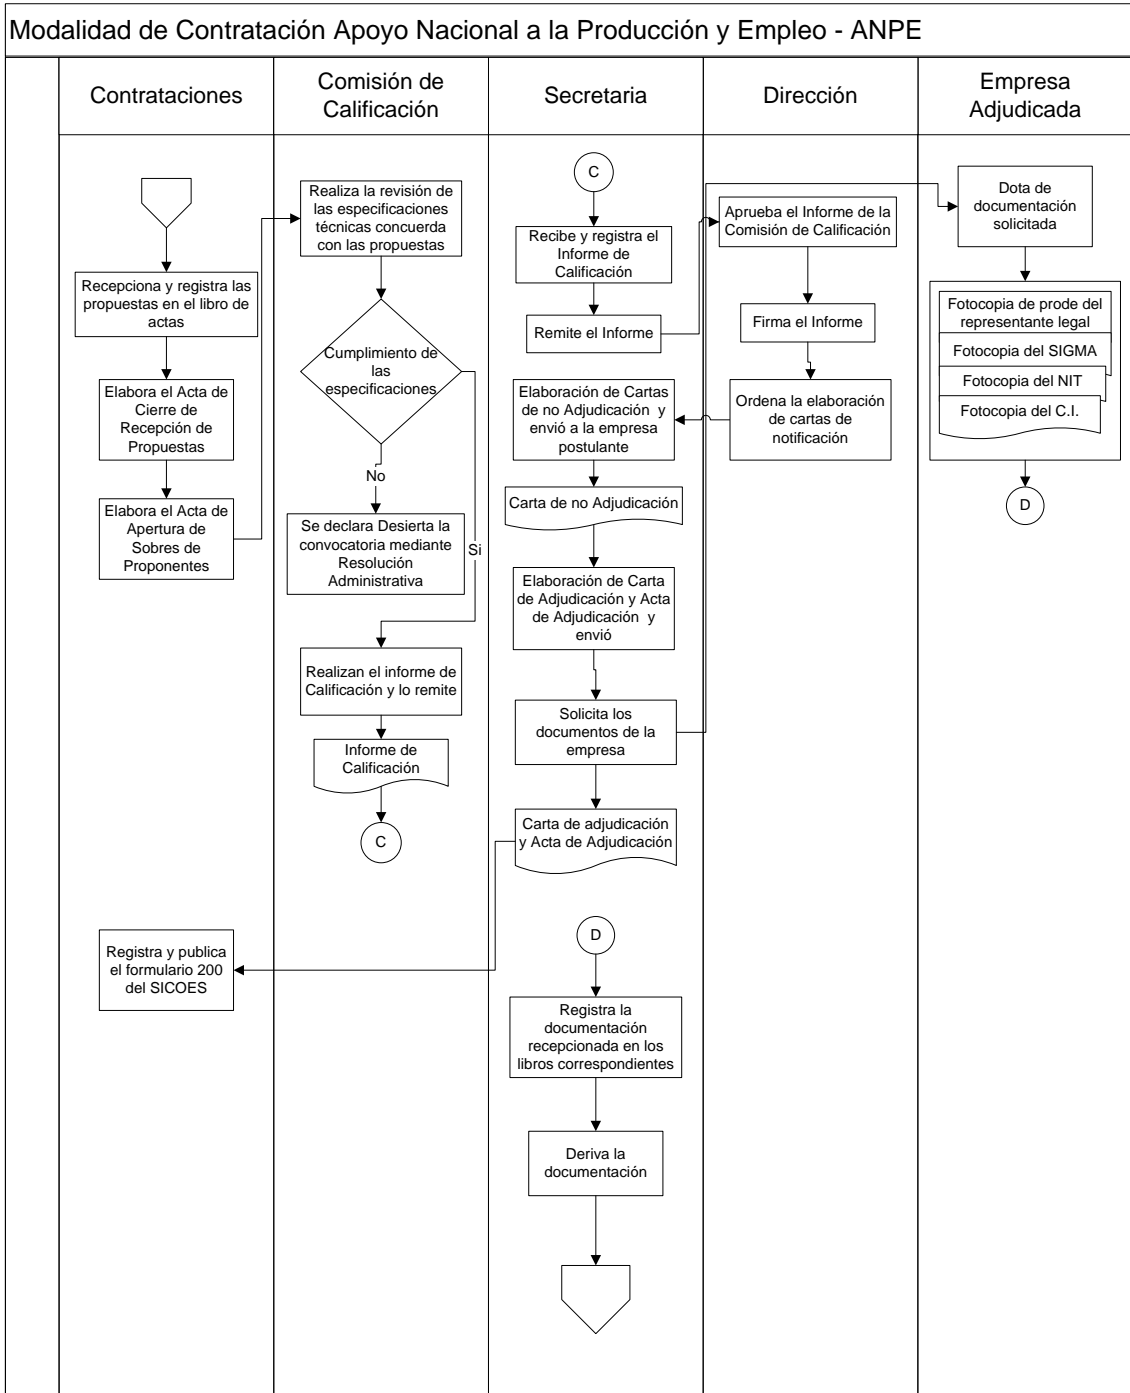 Modalidad de Contratación Apoyo Nacional a la Producción y Empleo - ANPE
Contrataciones
Comisión de
Calificación
Secretaria
Dirección
Empresa
Adjudicada
Recepciona y registra las
propuestas en el libro de
actas
Elabora el Acta de
Cierre de
Recepción de
Propuestas
Elabora el Acta de
Apertura de
Sobres de
Proponentes
Registra y publica
el formulario 200
del SICOES
Realiza la revisión de
las especificaciones
técnicas concuerda
con las propuestas
Cumplimiento de
las
especificaciones
No
Si
Se declara Desierta la
convocatoria mediante
Resolución
Administrativa
Realizan el informe de
Calificación y lo remite
Informe de
Calificación
C
C
Recibe y registra el
Informe de
Calificación
Remite el Informe
Elaboración de Cartas
de no Adjudicación y
envió a la empresa
postulante
Carta de no Adjudicación
Elaboración de Carta
de Adjudicación y Acta
de Adjudicación y
envió
Solicita los
documentos de la
empresa
Carta de adjudicación
y Acta de Adjudicación
D
Registra la
documentación
recepcionada en los
libros correspondientes
Deriva la
documentación
Aprueba el Informe de la
Comisión de Calificación
Firma el Informe
Ordena la elaboración
de cartas de
notificación
Dota de
documentación
solicitada
Fotocopia de prode del
representante legal
Fotocopia del SIGMA
Fotocopia del NIT
Fotocopia del C.I.
D